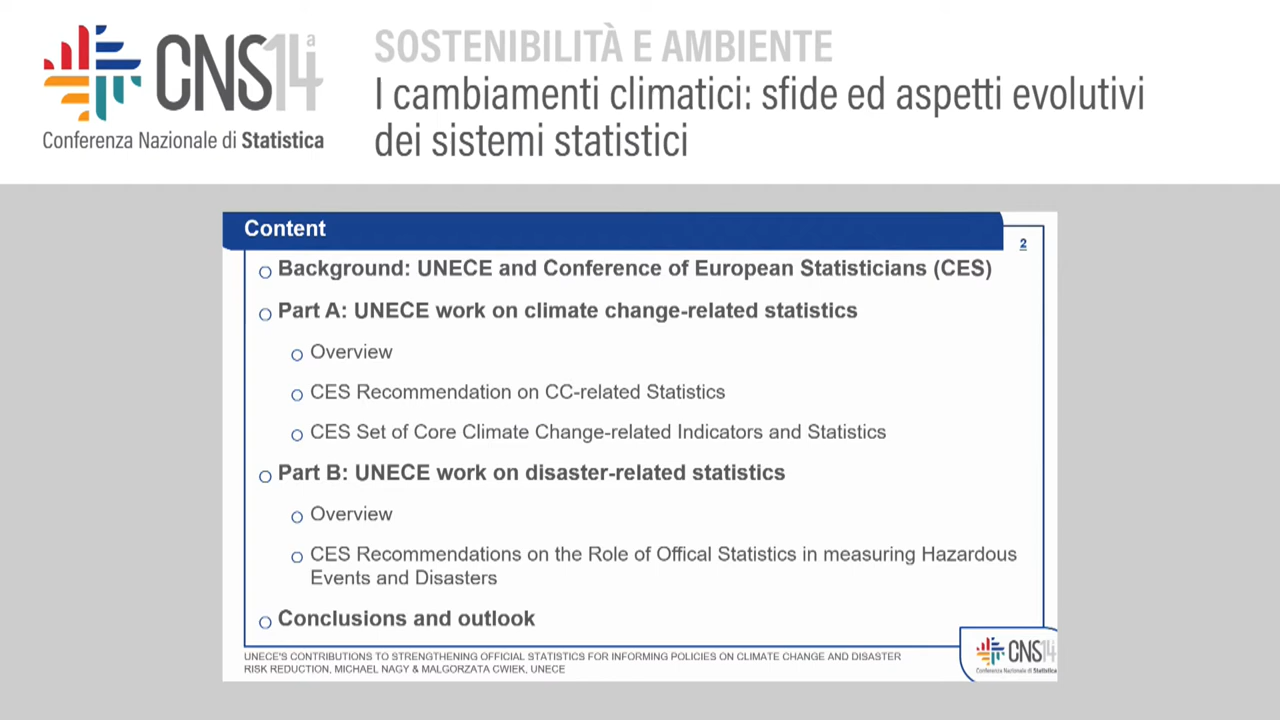 CNS14a
Conferenza Nazionale di Statistica
SOSTENIBILITÀ E AMBIENTE
I cambiamenti climatici: sfide ed aspetti evolutivi
dei sistemi statistici
Content
2
Background: UNECE and Conference of European Statisticians (CES)
Part A: UNECE work on climate change-related statistics
Overview
CES Recommendation on CC-related Statistics
CES Set of Core Climate Change-related Indicators and Statistics
Part B: UNECE work on disaster-related statistics
Overview
CES Recommendations on the Role of Offical Statistics in measuring Hazardous
Events and Disasters
Conclusions and outlook
UNECE'S CONTRIBUTIONS TO STRENGTHENING OFFICIAL STATISTICS FOR INFORMING POLICIES ON CLIMATE CHANGE AND DISASTER
RISK REDUCTION, MICHAEL NAGY & MALGORZATA CWIEK, UNECE
CNS14
Conferenza Nazionale di Statistica